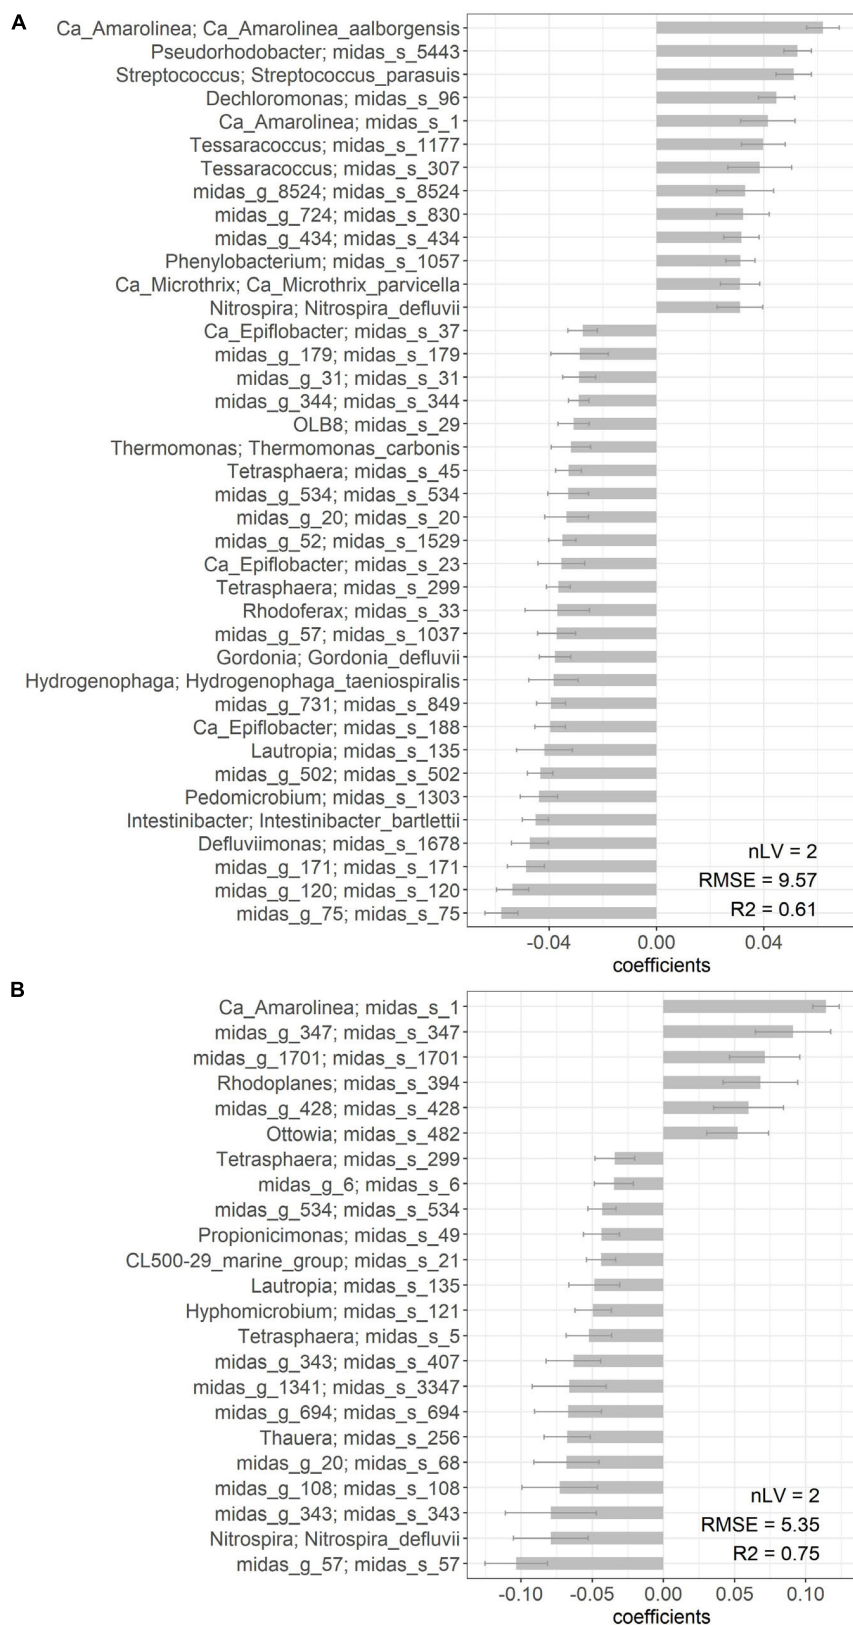 A
Ca_Amarolinea; Ca_Amarolinea_aalborgensis
Pseudorhodobacter; midas_s_5443
Streptococcus; Streptococcus_parasuis
Dechloromonas; midas_s_96
Ca_Amarolinea; midas_s_1
Tessaracoccus; midas_s_1177
Tessaracoccus; midas_s_307
midas_g_8524; midas_s_8524
midas_g_724; midas_s_830
midas_g_434; midas_s_434
Phenylobacterium; midas_s_1057
Ca_Microthrix; Ca_Microthrix_parvicella
Nitrospira; Nitrospira_defluvii
Ca_Epiflobacter; midas_s_37
midas_g_179; midas_s_179
midas_g_31; midas_s_31
midas_g_344; midas_s_344
OLB8; midas_s_29
Thermomonas; Thermomonas_carbonis
Tetrasphaera; midas_s_45
midas_g_534; midas_s_534
midas_g_20; midas_s_20
midas_g_52; midas_s_1529
Ca_Epiflobacter; midas_s_23
Tetrasphaera; midas_s_299
Rhodoferax; midas_s_33
midas_g_57; midas_s_1037
Gordonia; Gordonia_defluvii
Hydrogenophaga; Hydrogenophaga_taeniospiralis
midas_g_731; midas_s_849
Ca_Epiflobacter; midas_s_188
Lautropia; midas_s_135
midas_g_502; midas_s_502
Pedomicrobium; midas_s_1303
Intestinibacter; Intestinibacter_bartlettii
Defluviimonas; midas_s_1678
midas_g_171; midas_s_171
midas_g_120; midas_s_120
midas_g_75; midas_s_75
nLV = 2
RMSE = 9.57
R2 = 0.61
-0.04 0.00 0.04
coefficients
B
Ca_Amarolinea; midas_s_1
midas_g_347; midas_s_347
midas_g_1701; midas_s_1701
Rhodoplanes; midas_s_394
midas_g_428; midas_s_428
Ottowia; midas_s_482
Tetrasphaera; midas_s_299
midas_g_6; midas_s_6
midas_g_534; midas_s_534
Propionicimonas; midas_s_49
CL500-29_marine_group; midas_s_21
Lautropia; midas_s_135
Hyphomicrobium; midas_s_121
Tetrasphaera; midas_s_5
midas_g_343; midas_s_407
midas_g_1341; midas_s_3347
midas_g_694; midas_s_694
Thauera; midas_s_256
midas_g_20; midas_s_68
midas_g_108; midas_s_108
midas_g_343; midas_s_343
Nitrospira; Nitrospira_defluvii
midas_g_57; midas_s_57
nLV = 2
RMSE = 5.35
R2 = 0.75
-0.10 -0.05 0.00 0.05 0.10
coefficients